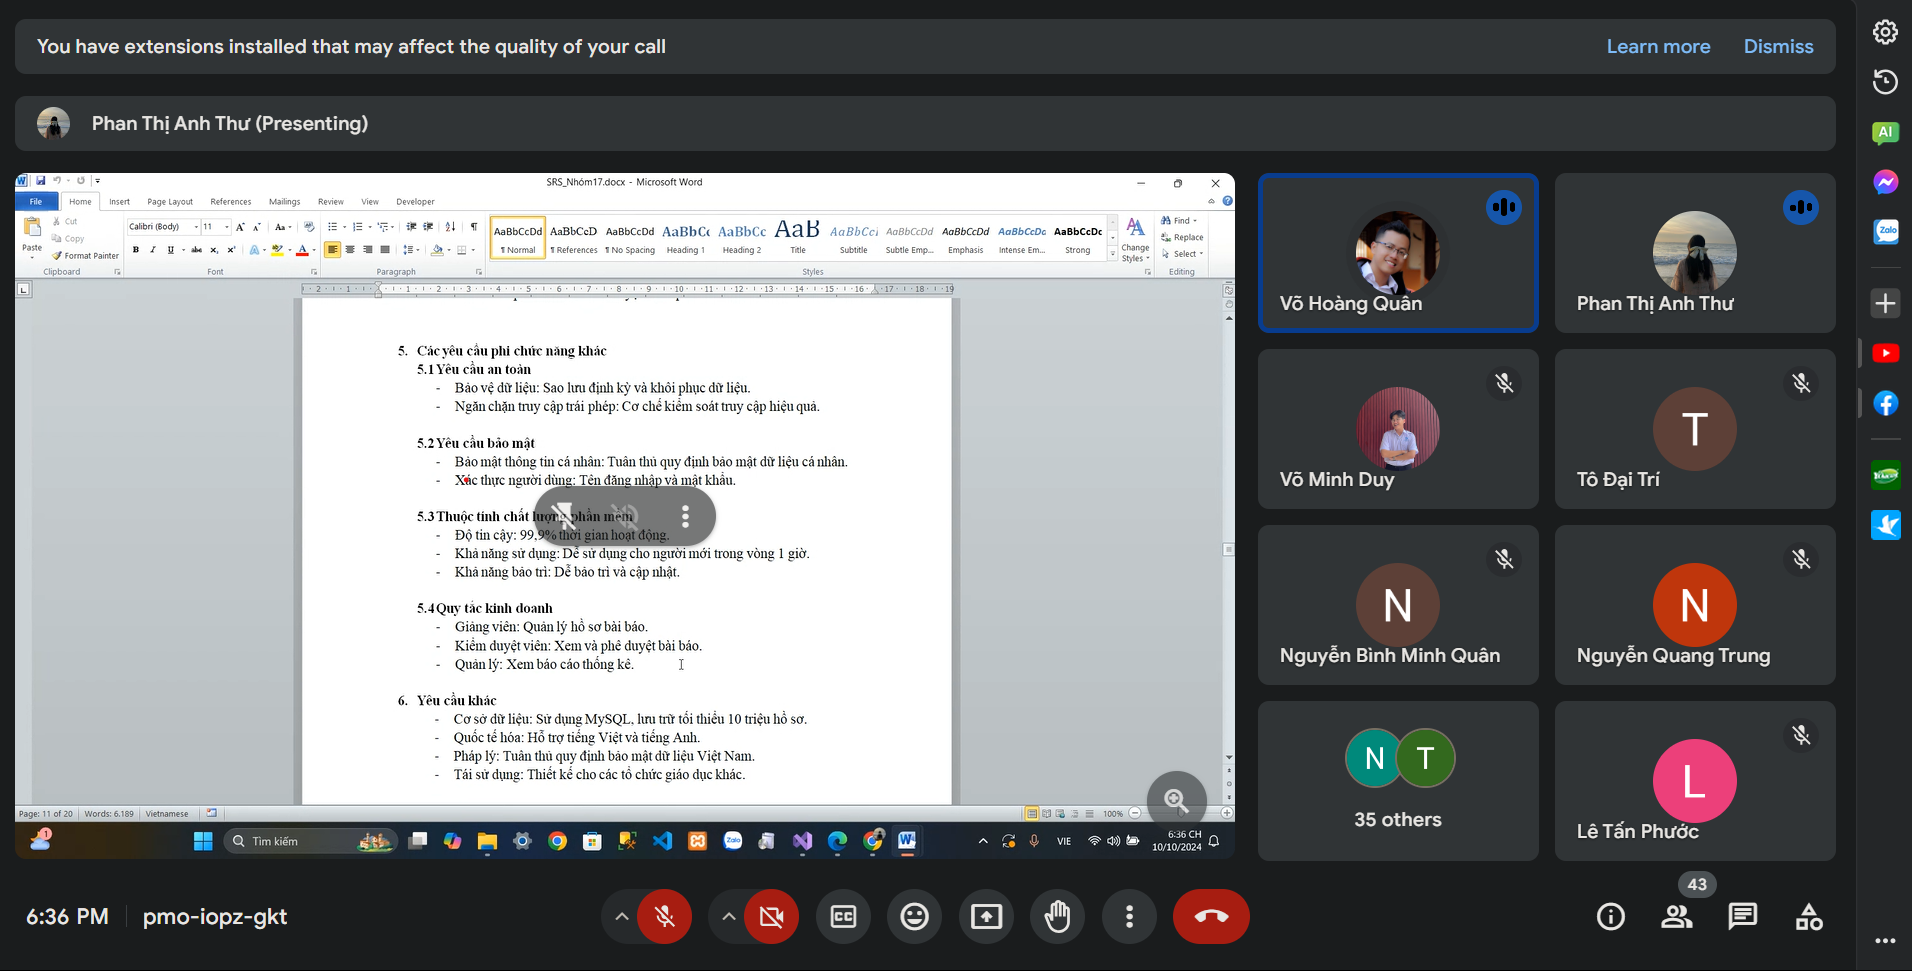 You have extensions installed that may affect the quality of your call
Learn more
Dismiss
Phan Thị Anh Thư (Presenting)
SRS_Nhóm17.docx - Microsoft Word
File Home Insert Page Layout References Mailings Review View Developer
Paste
Cut
Copy
Format Painter
Calibri (Body) 11
AaBbCcDd AaBbCcD AaBbCcDd AaBbCc AaBbCc AaB AaBbCcl AaBbCcDd AaBbCcDd AaBbCcDc AaBbCcDc
¶ Normal ¶ References ¶ No Spacing Heading 1 Heading 2 Title Subtitle Subtle Emp... Emphasis Intense Em... Strong
Change Styles
Find
Replace
Select
Clipboard Font Paragraph Styles Editing
5. Các yêu cầu phi chức năng khác
5.1 Yêu cầu an toàn
- Bảo vệ dữ liệu: Sao lưu định kỳ và khôi phục dữ liệu.
- Ngăn chặn truy cập trái phép: Cơ chế kiểm soát truy cập hiệu quả.
5.2 Yêu cầu bảo mật
- Bảo mật thông tin cá nhân: Tuân thủ quy định bảo mật dữ liệu cá nhân.
- Xác thực người dùng: Tên đăng nhập và mật khẩu.
5.3 Thuộc tính chất lượng phần mềm
- Độ tin cậy: 99,9% thời gian hoạt động.
- Khả năng sử dụng: Dễ sử dụng cho người mới trong vòng 1 giờ.
- Khả năng bảo trì: Dễ bảo trì và cập nhật.
5.4 Quy tắc kinh doanh
- Giảng viên: Quản lý hồ sơ bài báo.
- Kiểm duyệt viên: Xem và phê duyệt bài báo.
- Quản lý: Xem báo cáo thống kê.
6. Yêu cầu khác
- Cơ sở dữ liệu: Sử dụng MySQL, lưu trữ tối thiểu 10 triệu hồ sơ.
- Quốc tế hóa: Hỗ trợ tiếng Việt và tiếng Anh.
- Pháp lý: Tuân thủ quy định bảo mật dữ liệu Việt Nam.
- Tái sử dụng: Thiết kế cho các tổ chức giáo dục khác.
Page: 11 of 20 Words: 6.189 Vietnamese
100%
1
Tìm kiếm
Zalo
VIE
6:36 CH
10/10/2024
Võ Hoàng Quân
Phan Thị Anh Thư
Võ Minh Duy
T
Tô Đại Trí
N
Nguyễn Bình Minh Quân
N
Nguyễn Quang Trung
N T
35 others
L
Lê Tấn Phước
AI
Zalo
6:36 PM
pmo-iopz-gkt
43